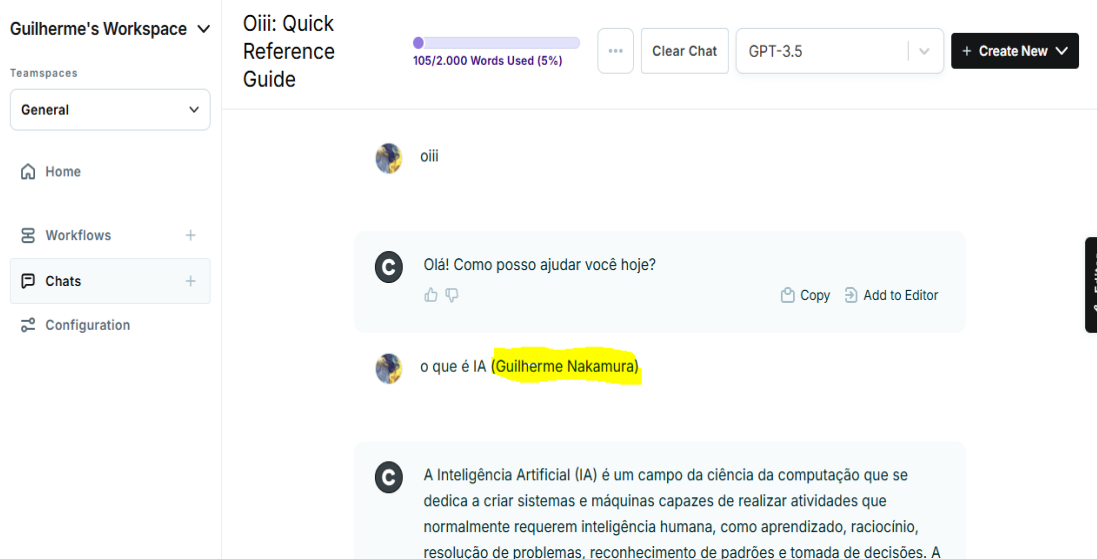 Guilherme's Workspace
Teamspaces
General
Home
Workflows
Chats
Configuration
Oiii: Quick
Reference
Guide
105/2.000 Words Used (5%)
Clear Chat
GPT-3.5
+ Create New
oiii
C
Olá! Como posso ajudar você hoje?
Copy
Add to Editor
o que é IA (Guilherme Nakamura)
C
A Inteligência Artificial (IA) é um campo da ciência da computação que se
dedica a criar sistemas e máquinas capazes de realizar atividades que
normalmente requerem inteligência humana, como aprendizado, raciocínio,
resolução de problemas, reconhecimento de padrões e tomada de decisões. A